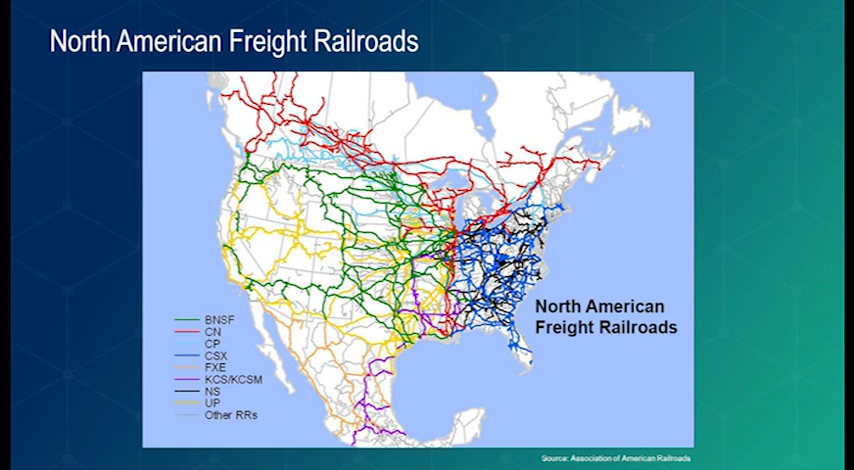 North American Freight Railroads
BNSF
CN
CP
CSX
FXE
KCS/KCSM
NS
UP
Other RRs
North American
Freight Railroads
Source: Association of American Railroads